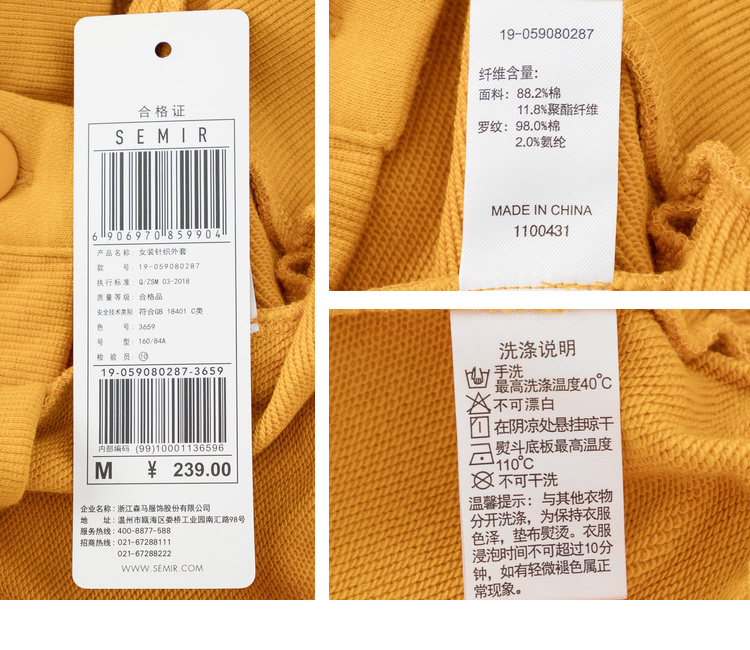 合格证
SEMIR
6 906970 859904
产品名称: 女装针织外套
款 号: 19-059080287
执行标准: Q/ZSM 03-2018
质量等级: 合格品
安全技术类别: 符合GB 18401 C类
色 号: 3659
号 型: 160/84A
检 验 员: 10
19-059080287-3659
内部编码 (99)10001136596
M ¥ 239.00
企业名称: 浙江森马服饰股份有限公司
地 址: 温州市瓯海区娄桥工业园南汇路98号
服务热线: 400-8877-588
招商热线: 021-67288111
021-67288222
WWW.SEMIR.COM
19-059080287
纤维含量:
面料: 88.2%棉
11.8%聚酯纤维
罗纹: 98.0%棉
2.0%氨纶
MADE IN CHINA
1100431
洗涤说明
手洗
最高洗涤温度40℃
不可漂白
在阴凉处悬挂晾干
熨斗底板最高温度
110℃
不可干洗
温馨提示: 与其他衣物
分开洗涤, 为保持衣服
色泽, 垫布熨烫。衣服
浸泡时间不可超过10分
钟, 如有轻微褪色属正
常现象。